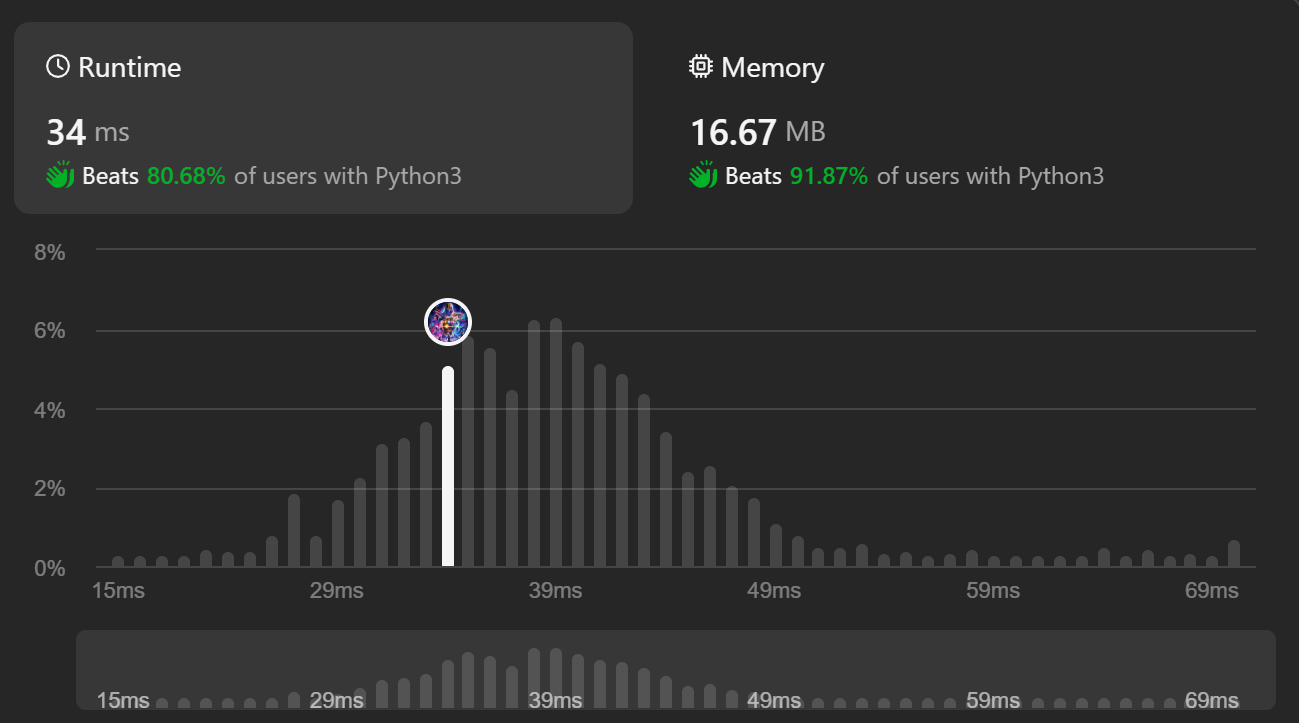 Runtime
34 ms
Beats 80.68% of users with Python3
Memory
16.67 MB
Beats 91.87% of users with Python3
8%
6%
4%
2%
0%
15ms 29ms 39ms 49ms 59ms 69ms
15ms 29ms 39ms 49ms 59ms 69ms